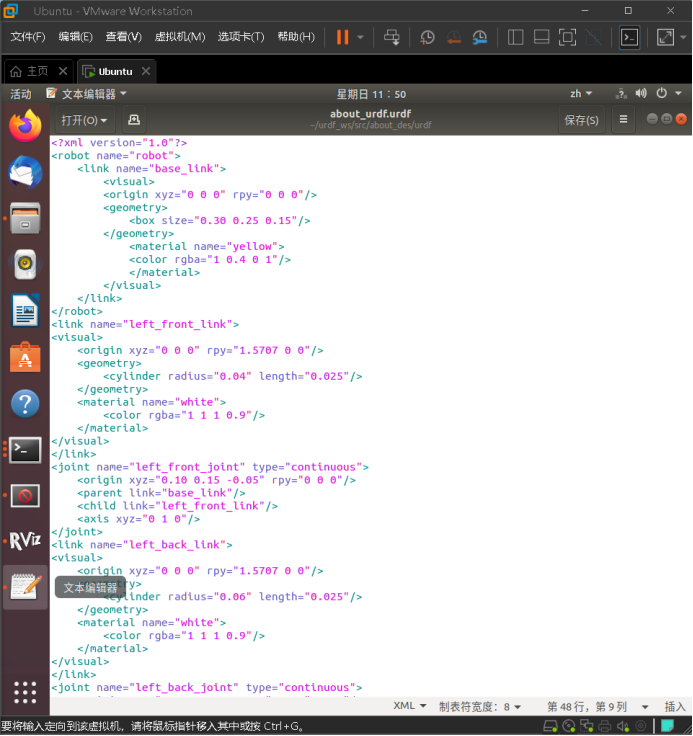 Ubuntu - VMware Workstation
文件(F) 编辑(E) 查看(V) 虚拟机(M) 选项卡(T) 帮助(H)
主页 Ubuntu
活动 文本编辑器 星期日 11：50 zh
打开(O) about_urdf.urdf 保存(S)
~/urdf_ws/src/about_des/urdf
<?xml version="1.0"?>
<robot name="robot">
<link name="base_link">
<visual>
<origin xyz="0 0 0" rpy="0 0 0"/>
<geometry>
<box size="0.30 0.25 0.15"/>
</geometry>
<material name="yellow">
<color rgba="1 0.4 0 1"/>
</material>
</visual>
</link>
</robot>
<link name="left_front_link">
<visual>
<origin xyz="0 0 0" rpy="1.5707 0 0"/>
<geometry>
<cylinder radius="0.04" length="0.025"/>
</geometry>
<material name="white">
<color rgba="1 1 1 0.9"/>
</material>
</visual>
</link>
<joint name="left_front_joint" type="continuous">
<origin xyz="0.10 0.15 -0.05" rpy="0 0 0"/>
<parent link="base_link"/>
<child link="left_front_link"/>
<axis xyz="0 1 0"/>
</joint>
<link name="left_back_link">
<visual>
<origin xyz="0 0 0" rpy="1.5707 0 0"/>
文本编辑器
cylinder radius="0.06" length="0.025"/>
</geometry>
<material name="white">
<color rgba="1 1 1 0.9"/>
</material>
</visual>
</link>
<joint name="left_back_joint" type="continuous">
RViz
XML 制表符宽度：8 第 48 行，第 9 列 插入
要将输入定向到该虚拟机，请将鼠标指针移入其中或按 Ctrl+G。